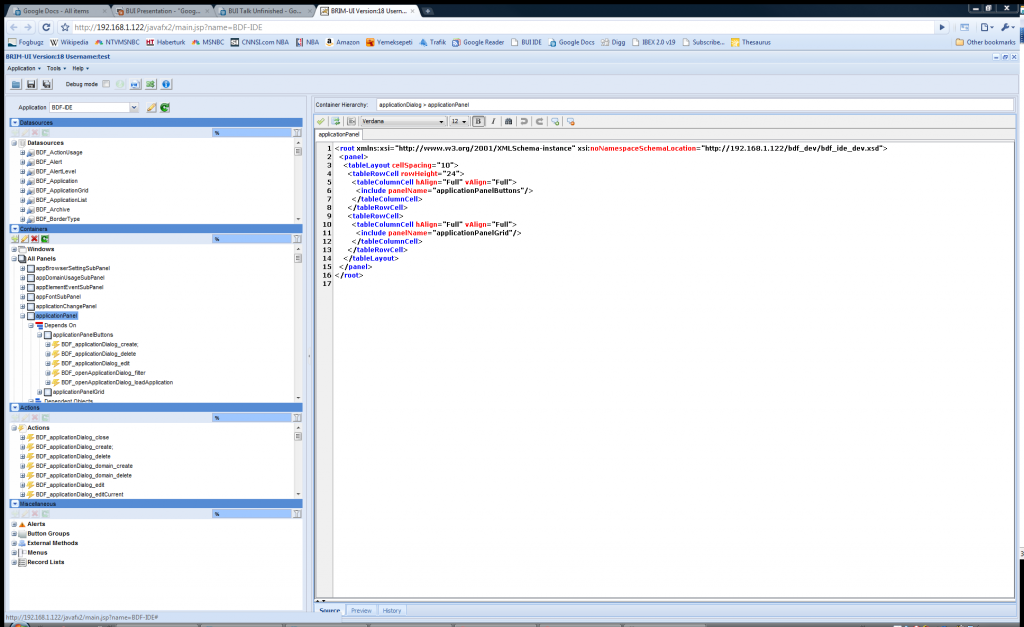 Google Docs - All items
BUI Presentation - "Goog...
BUI Talk Unfinished - Go...
BRIM-UI Version:18 Usern...
http://192.168.1.122/javafx2/main.jsp?name=BDF-IDE
Fogbugz Wikipedia NTVMSNBC Haberturk MSNBC CNNSI.com NBA NBA Amazon Yemeksepeti Trafik Google Reader BUI IDE Google Docs Digg IBEX 2.0 v19 Subscribe... Thesaurus Other bookmarks
BRIM-UI Version:18 Username:test
Application Tools Help
Debug mode
Application BDF-IDE
Datasources
Datasources
BDF_ActionUsage
BDF_Alert
BDF_AlertLevel
BDF_Application
BDF_ApplicationGrid
BDF_ApplicationList
BDF_Archive
BDF_BorderType
Containers
Windows
All Panels
appBrowserSettingSubPanel
appDomainUsageSubPanel
appElementEventSubPanel
appFontSubPanel
applicationChangePanel
applicationPanel
Depends On
applicationPanelButtons
BDF_applicationDialog_create;
BDF_applicationDialog_delete
BDF_applicationDialog_edit
BDF_openApplicationDialog_filter
BDF_openApplicationDialog_loadApplication
applicationPanelGrid
Dependent Objects
Actions
Actions
BDF_applicationDialog_close
BDF_applicationDialog_create;
BDF_applicationDialog_delete
BDF_applicationDialog_domain_create
BDF_applicationDialog_domain_delete
BDF_applicationDialog_edit
BDF_applicationDialog_editCurrent
Miscellaneous
Alerts
Button Groups
External Methods
Menus
Record Lists
http://192.168.1.122/javafx2/main.jsp?name=BDF-IDE#
Container Hierarchy: applicationDialog > applicationPanel
Verdana 12 B I
applicationPanel
1 <root xmlns:xsi="http://www.w3.org/2001/XMLSchema-instance" xsi:noNamespaceSchemaLocation="http://192.168.1.122/bdf_dev/bdf_ide_dev.xsd">
2 <panel>
3 <tableLayout cellSpacing="10">
4 <tableRowCell rowHeight="24">
5 <tableColumnCell hAlign="Full" vAlign="Full">
6 <include panelName="applicationPanelButtons"/>
7 </tableColumnCell>
8 </tableRowCell>
9 <tableRowCell>
10 <tableColumnCell hAlign="Full" vAlign="Full">
11 <include panelName="applicationPanelGrid"/>
12 </tableColumnCell>
13 </tableRowCell>
14 </tableLayout>
15 </panel>
16 </root>
17
Source Preview History